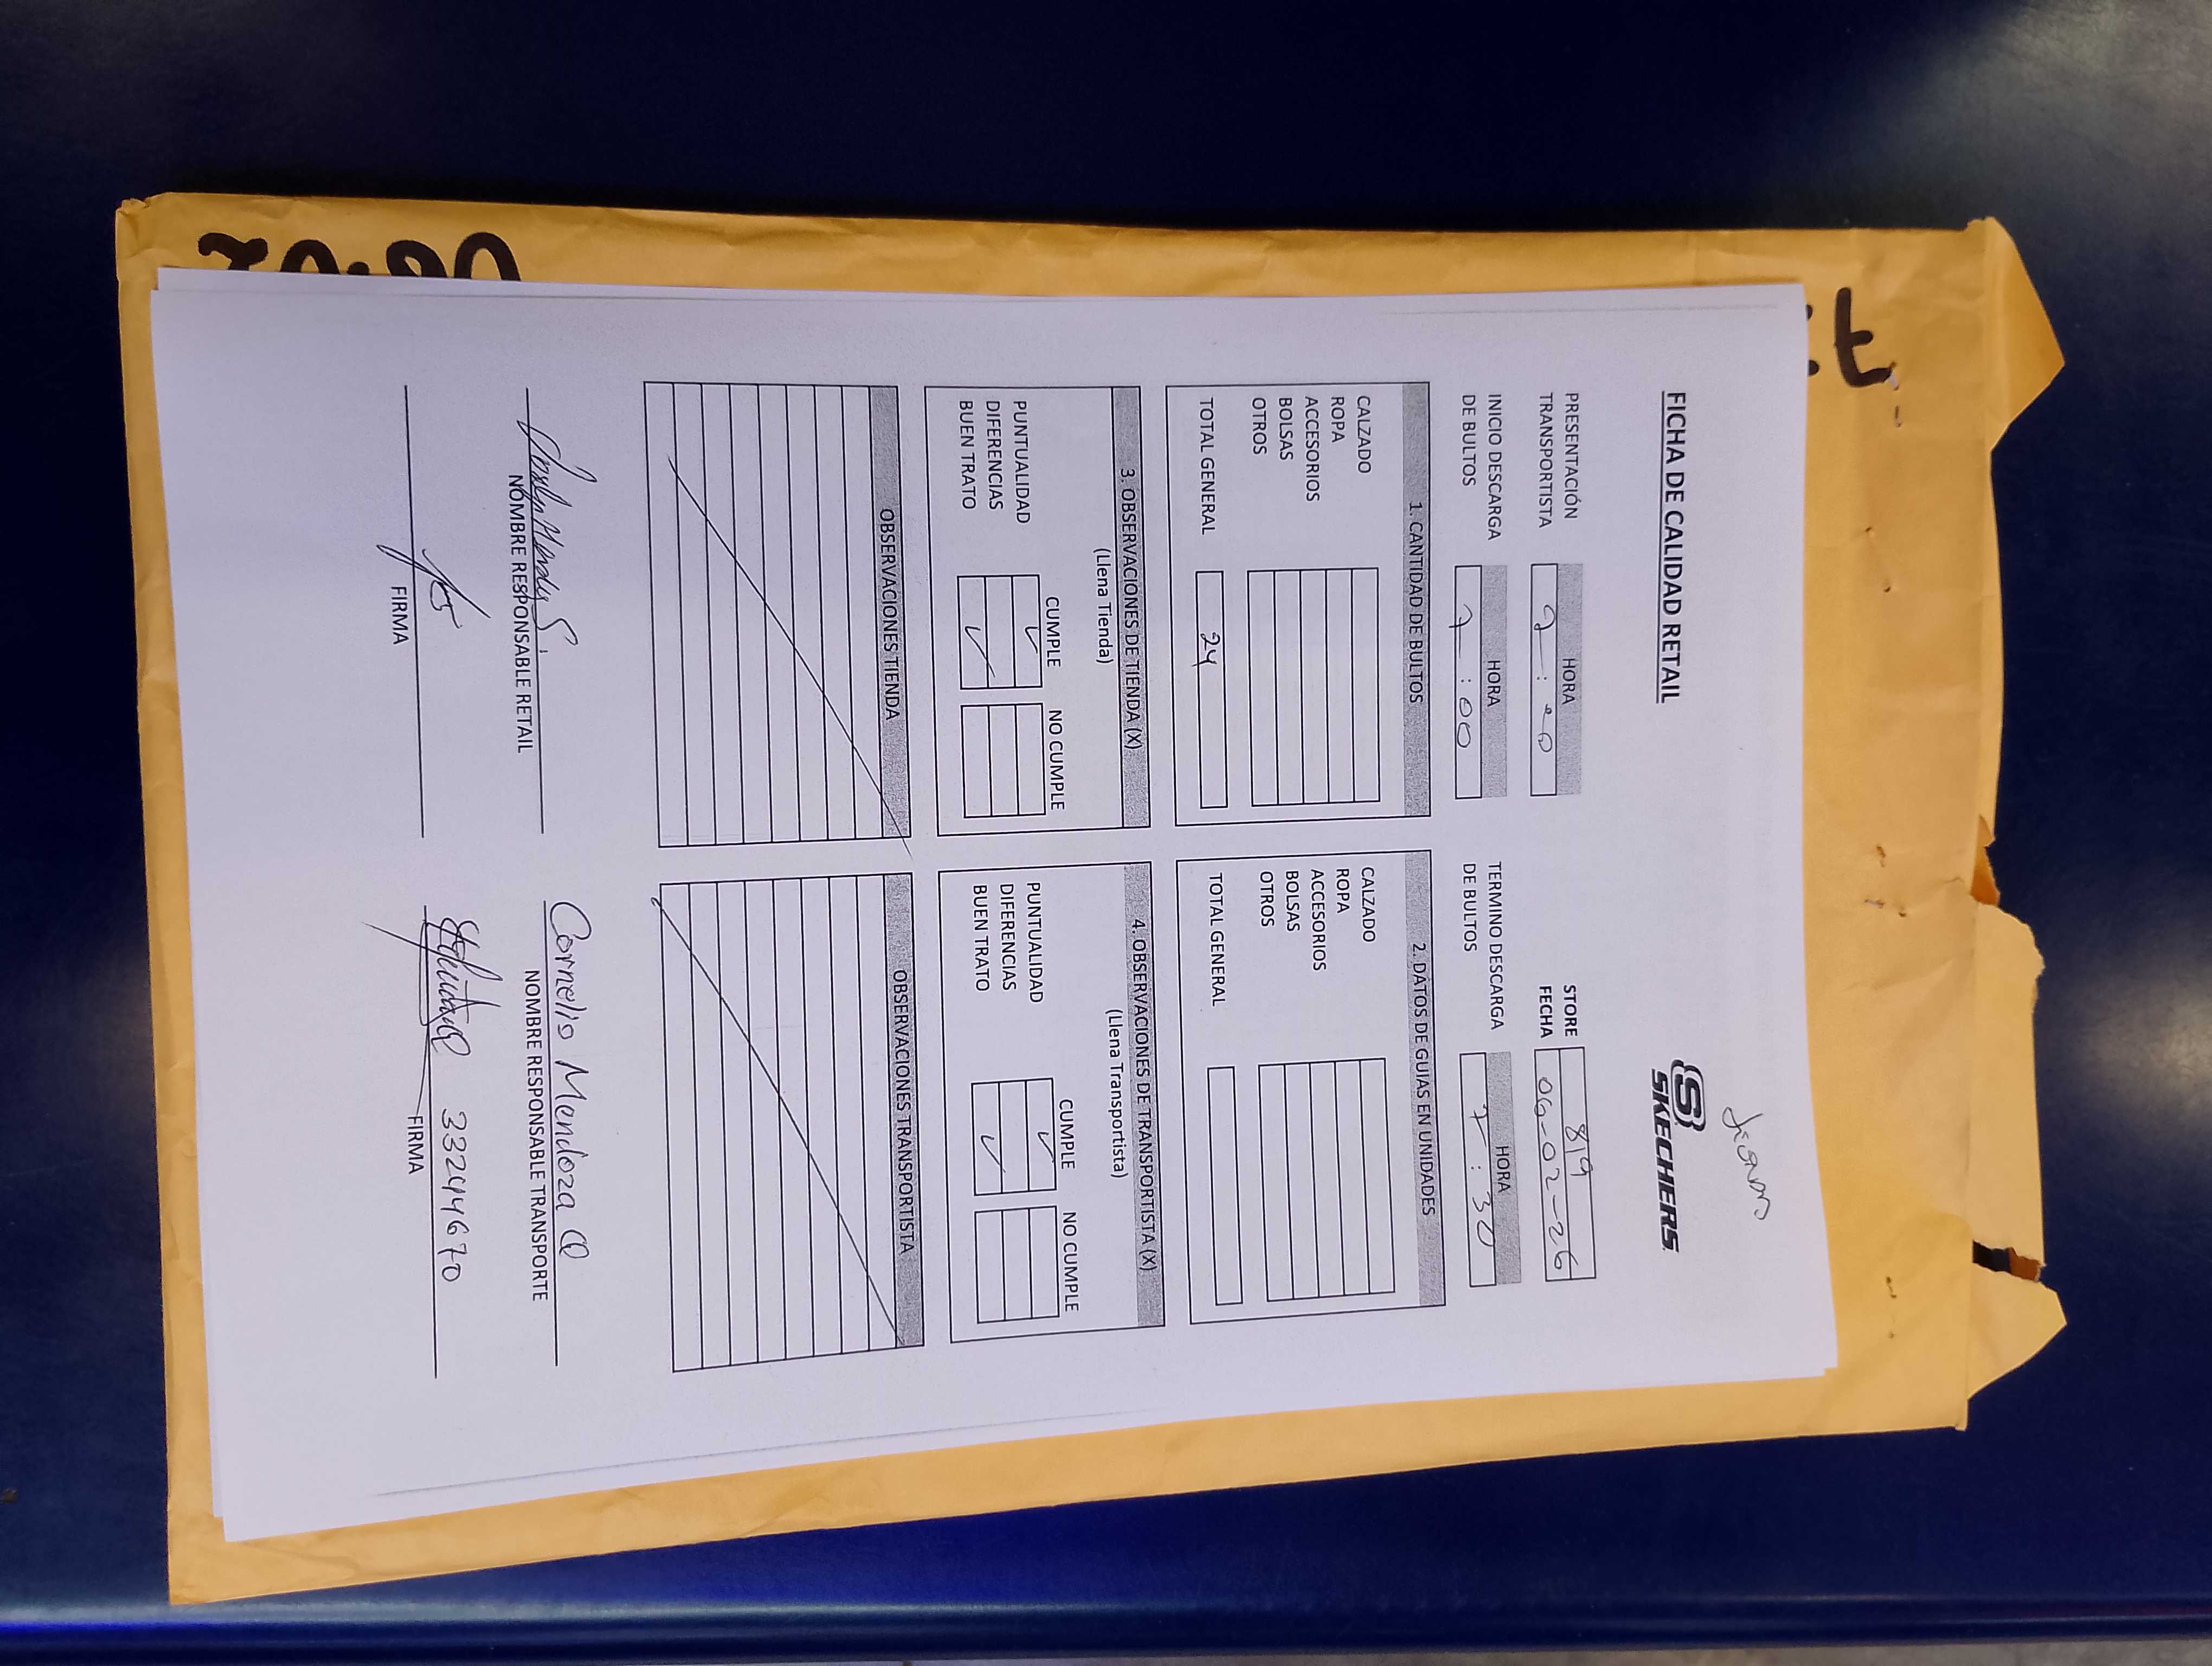 FICHA DE CALIDAD RETAIL
SKECHERS
STORE 819
PRESENTACIÓN TRANSPORTISTA
HORA
FECHA 06-02-26
INICIO DESCARGA DE BULTOS
HORA
7:00
TERMINO DESCARGA DE BULTOS
HORA
7:30
1. CANTIDAD DE BULTOS
CALZADO
ROPA
ACCESORIOS
BOLSAS
OTROS
TOTAL GENERAL 24
2. DATOS DE GUIAS EN UNIDADES
CALZADO
ROPA
ACCESORIOS
BOLSAS
OTROS
TOTAL GENERAL
3. OBSERVACIONES DE TIENDA (X)
(Llena Tienda)
CUMPLE NO CUMPLE
PUNTUALIDAD ✓
DIFERENCIAS
BUEN TRATO ✓
4. OBSERVACIONES DE TRANSPORTISTA (X)
(Llena Transportista)
CUMPLE NO CUMPLE
PUNTUALIDAD ✓
DIFERENCIAS
BUEN TRATO ✓
OBSERVACIONES TIENDA
OBSERVACIONES TRANSPORTISTA
NOMBRE RESPONSABLE RETAIL
Cornelio Mendoza Q
NOMBRE RESPONSABLE TRANSPORTE
FIRMA
33244670
FIRMA